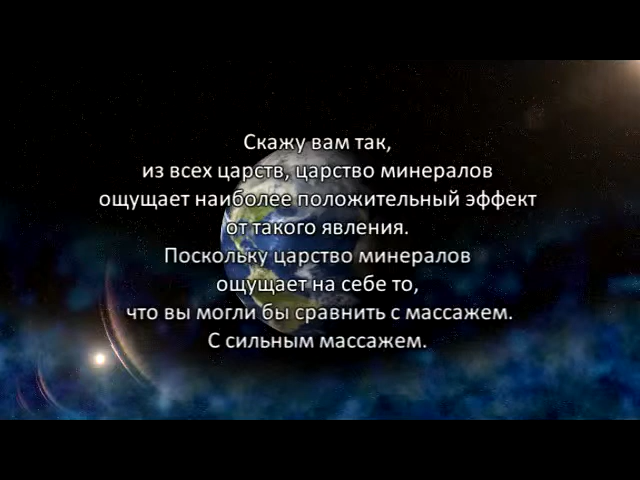 Скажу вам так,
из всех царств, царство минералов
ощущает наиболее положительный эффект
от такого явления.
Поскольку царство минералов
ощущает на себе то,
что вы могли бы сравнить с массажем.
С сильным массажем.